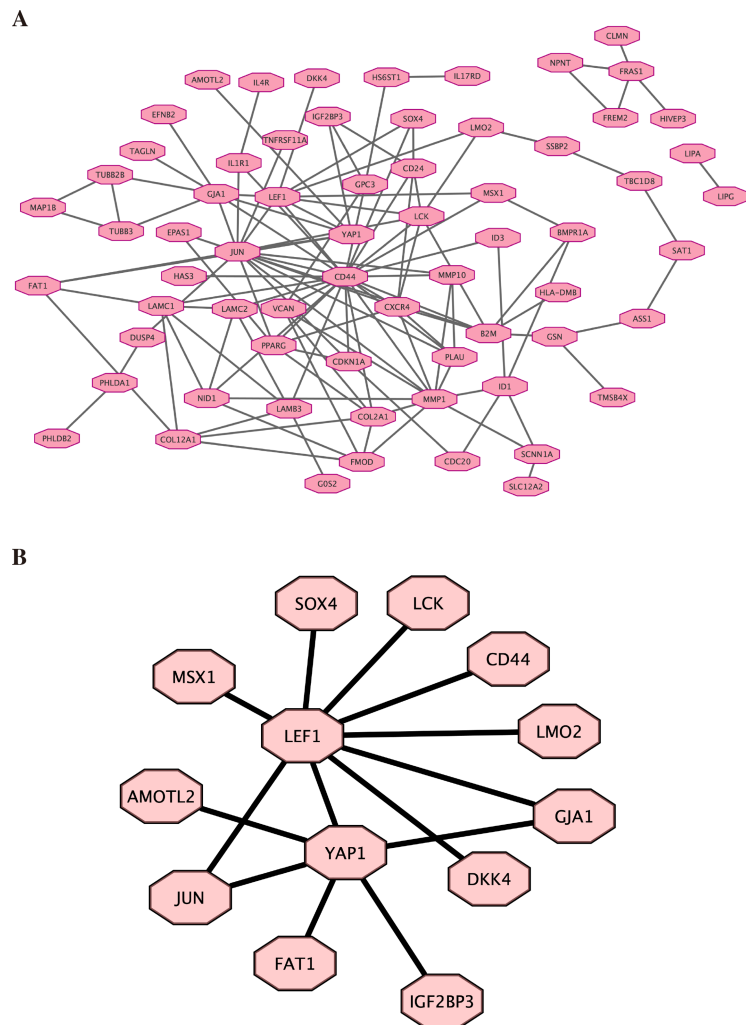 A
CLMN
NPNT
FRAS1
FREM2
HIVEP3
AMOTL2
IL4R
DKK4
HS6ST1
IL17RD
EFNB2
IGF2BP3
SOX4
LMO2
TNFRSF11A
SSBP2
LIPA
TAGLN
IL1R1
CD24
TUBB2B
GJA1
LEF1
GPC3
MSX1
TBC1D8
LIPG
MAP1B
TUBB3
LCK
EPAS1
YAP1
ID3
BMPR1A
JUN
SAT1
HAS3
CD44
MMP10
FAT1
HLA-DMB
LAMC1
LAMC2
VCAN
CXCR4
ASS1
DUSP4
PPARG
B2M
GSN
CDKN1A
PLAU
PHLDA1
NID1
LAMB3
MMP1
ID1
TMSB4X
COL2A1
PHLDB2
COL12A1
FMOD
CDC20
SCNN1A
G0S2
SLC12A2
B
SOX4
LCK
CD44
MSX1
LEF1
LMO2
AMOTL2
GJA1
YAP1
DKK4
JUN
FAT1
IGF2BP3